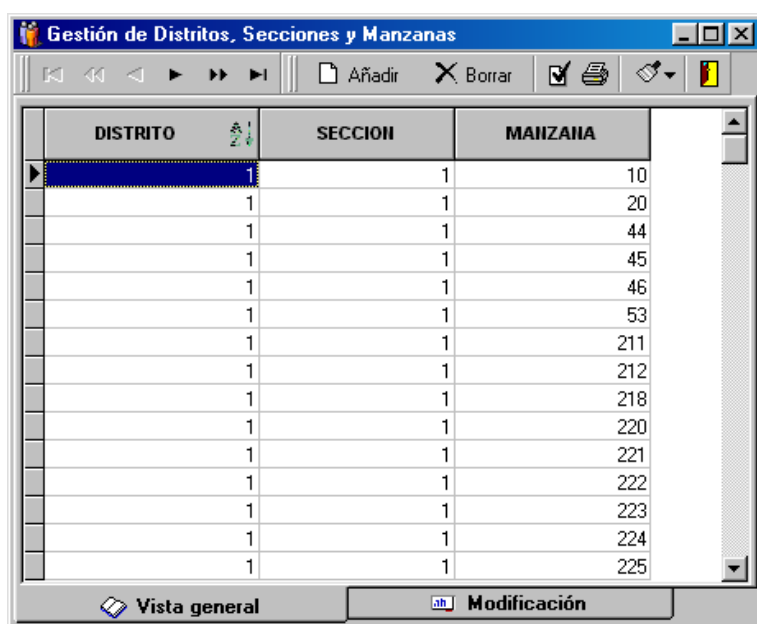 Gestión de Distritos, Secciones y Manzanas
Añadir Borrar
DISTRITO SECCION MANZANA
1 1 10
1 1 20
1 1 44
1 1 45
1 1 46
1 1 53
1 1 211
1 1 212
1 1 218
1 1 220
1 1 221
1 1 222
1 1 223
1 1 224
1 1 225
Vista general Modificación